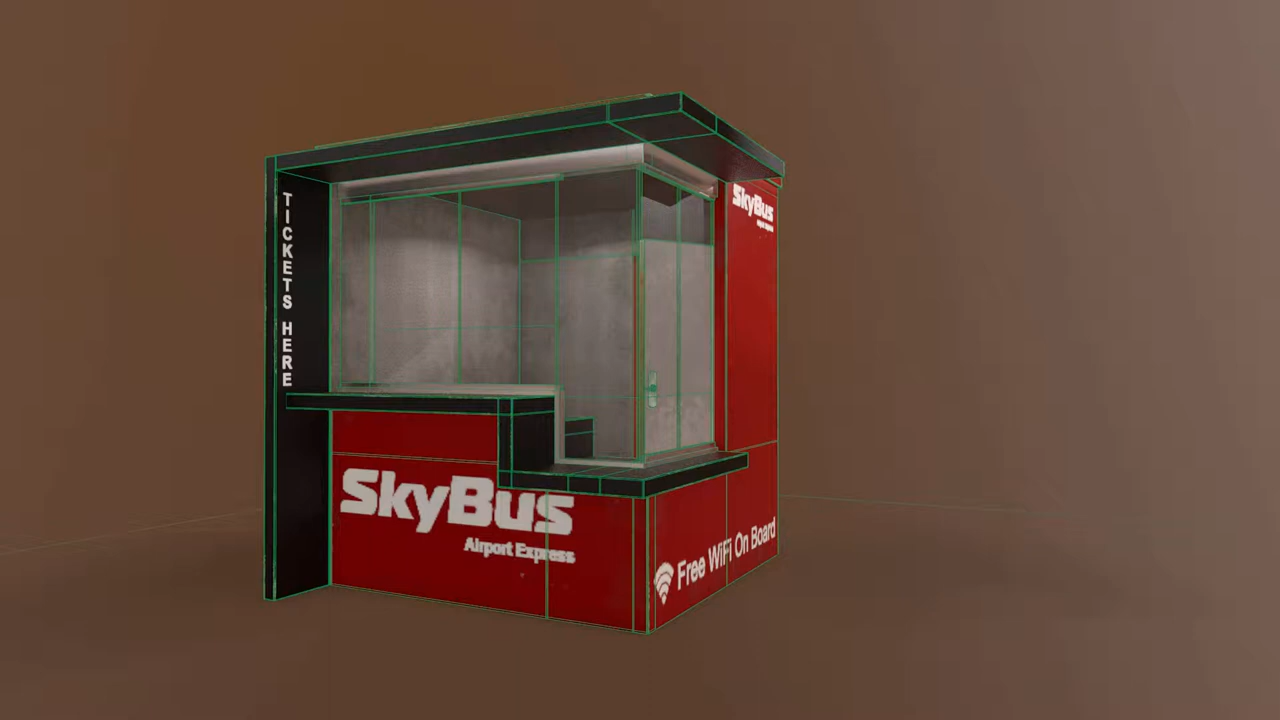 TICKETS HERE
SkyBus
SkyBus
Airport Express
Free WiFi On Board